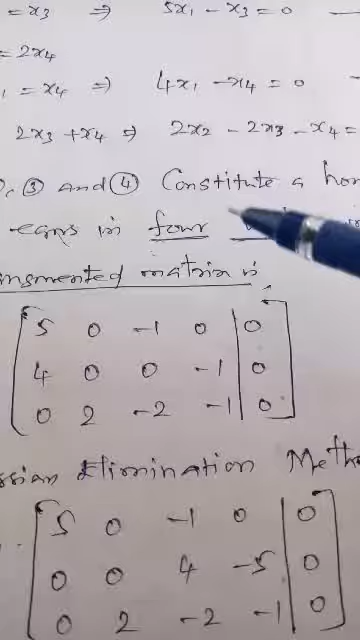 = x₃ ⇒ 5x₁ − x₃ = 0
= 2x₄
₁ = x₄ ⇒ 4x₁ − x₄ = 0
2x₃ + x₄ ⇒ 2x₂ − 2x₃ − x₄ =
③ and ④ Constitute a hom
eqns in four
augmented matrix is
5 0 −1 0 | 0
4 0 0 −1 | 0
0 2 −2 −1 | 0
ssian Elimination Metho
5 0 −1 0 | 0
0 0 4 −5 | 0
0 2 −2 −1 | 0